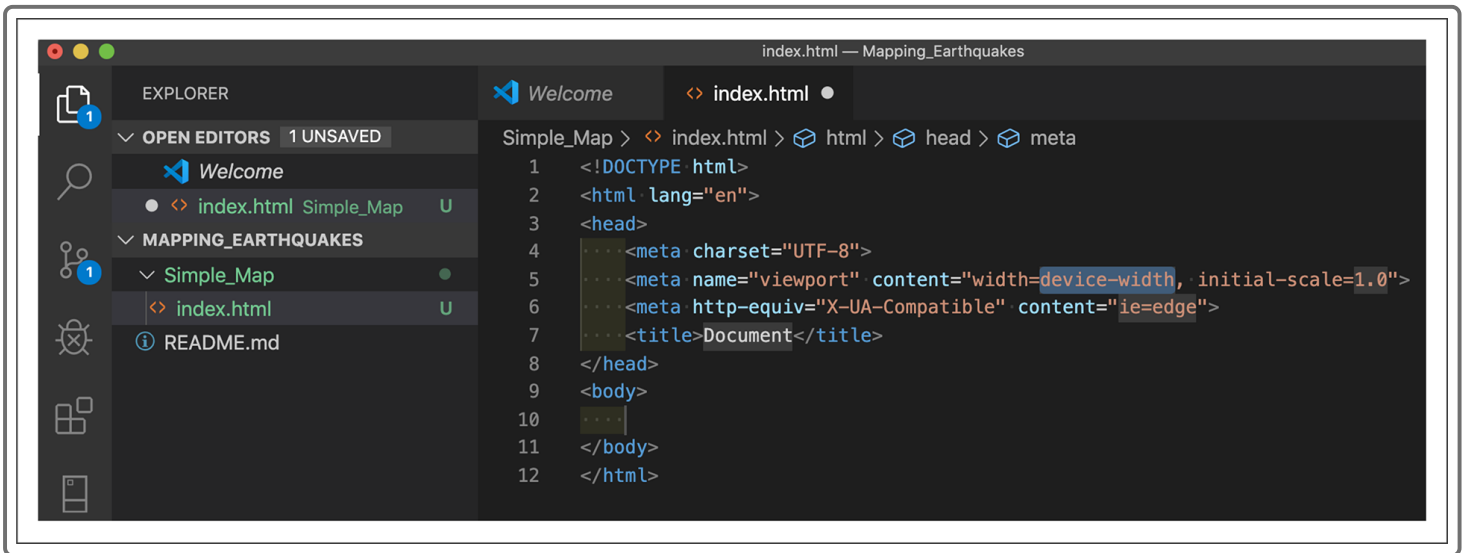 index.html — Mapping_Earthquakes
1
1
EXPLORER
OPEN EDITORS 1 UNSAVED
Welcome
index.html Simple_Map U
MAPPING_EARTHQUAKES
Simple_Map
index.html U
README.md
Welcome
index.html
Simple_Map > index.html > html > head > meta
1 <!DOCTYPE html>
2 <html lang="en">
3 <head>
4     <meta charset="UTF-8">
5     <meta name="viewport" content="width=device-width, initial-scale=1.0">
6     <meta http-equiv="X-UA-Compatible" content="ie=edge">
7     <title>Document</title>
8 </head>
9 <body>
10
11 </body>
12 </html>